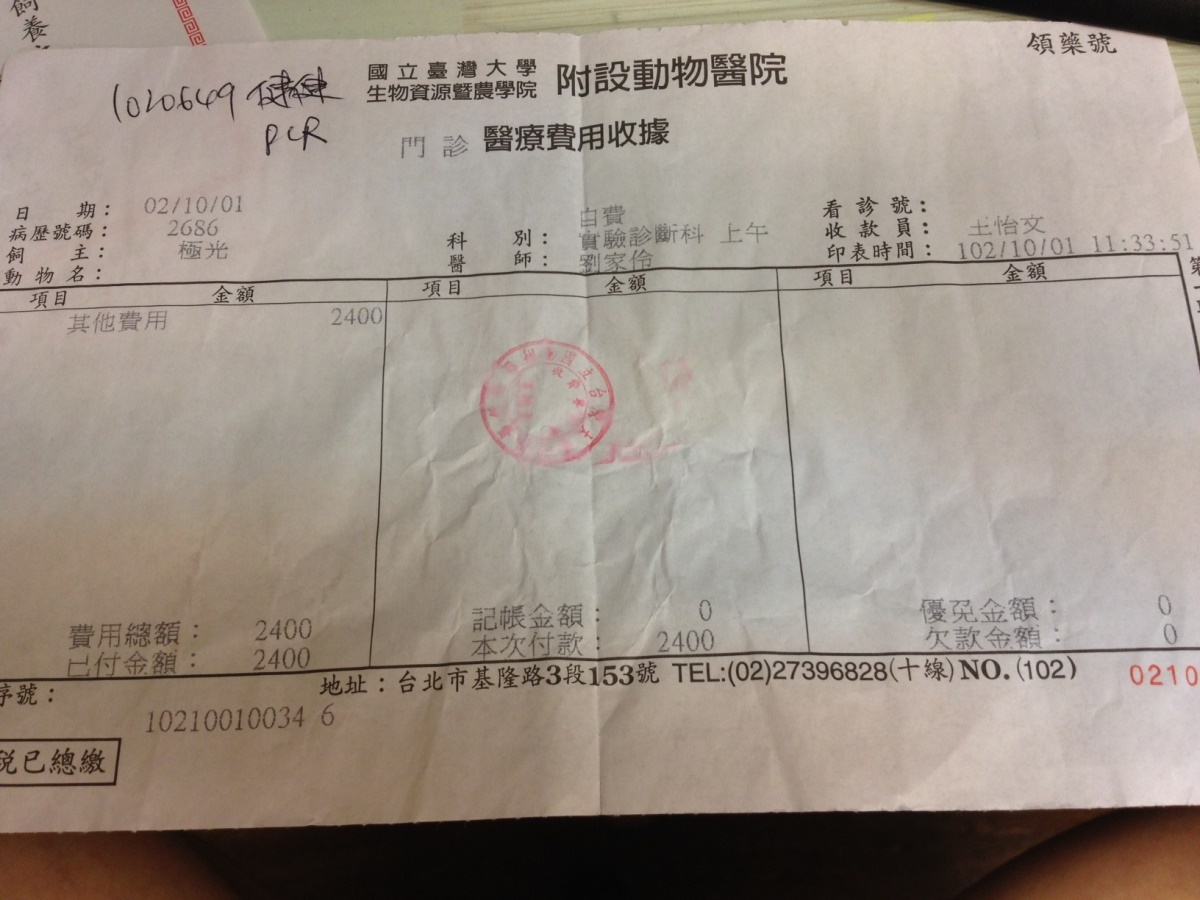 飼養
領藥號
國立臺灣大學
生物資源暨農學院 附設動物醫院
1020649 健健
PCR
門診 醫療費用收據
日 期: 02/10/01
病歷號碼: 2686
飼 主: 極光
動物名:
自費
科 別: 實驗診斷科 上午
醫 師: 劉家伶
看診號:
收款員: 王怡文
印表時間: 102/10/01 11:33:51
第
項目 金額 項目 金額 項目 金額
其他費用 2400
費用總額: 2400 記帳金額: 0 優免金額: 0
已付金額: 2400 本次付款: 2400 欠款金額: 0
序號: 地址:台北市基隆路3段153號 TEL:(02)27396828(十線) NO.(102) 0210
10210010034 6
稅已總繳